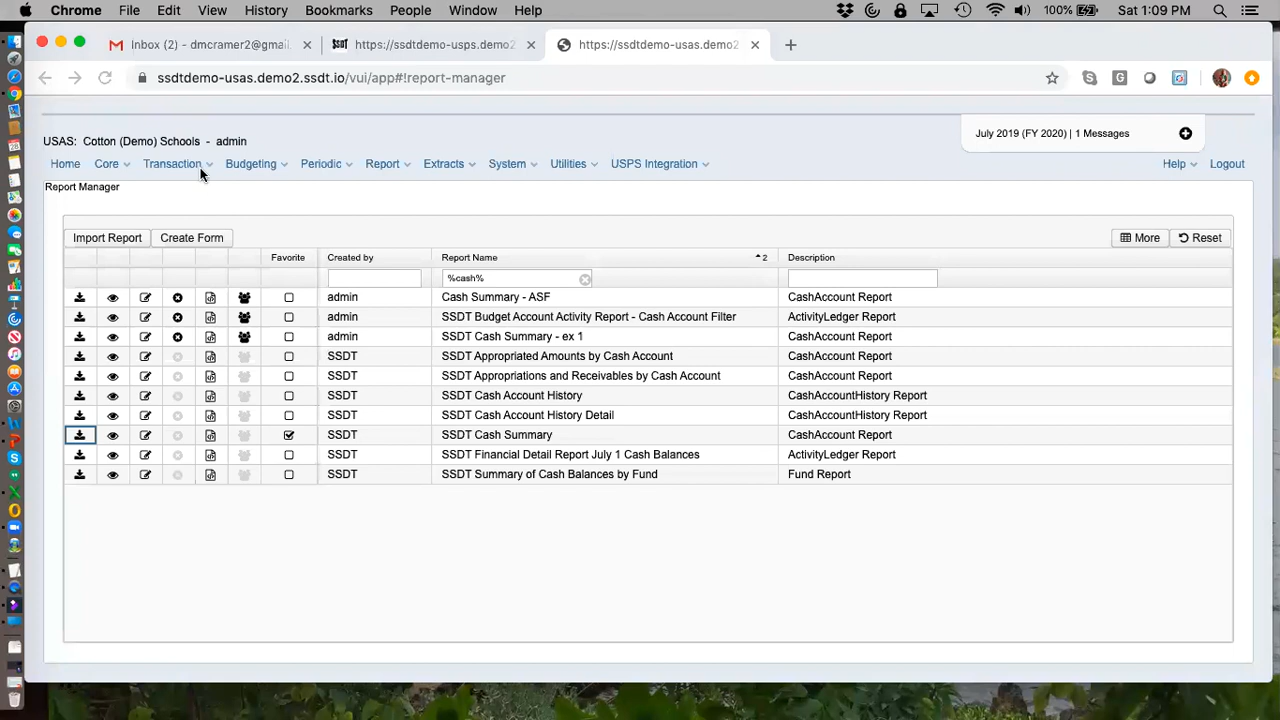 Chrome File Edit View History Bookmarks People Window Help 100% Sat 1:09 PM
Inbox (2) - dmcramer2@gmai https://ssdtdemo-usps.demo2 https://ssdtdemo-usas.demo2
ssdtdemo-usas.demo2.ssdt.io/vui/app#!report-manager
July 2019 (FY 2020) | 1 Messages
USAS: Cotton (Demo) Schools - admin
Home Core Transaction Budgeting Periodic Report Extracts System Utilities USPS Integration Help Logout
Report Manager
Import Report Create Form More Reset
Favorite Created by Report Name 2 Description
%cash%
admin Cash Summary - ASF CashAccount Report
admin SSDT Budget Account Activity Report - Cash Account Filter ActivityLedger Report
admin SSDT Cash Summary - ex 1 CashAccount Report
SSDT SSDT Appropriated Amounts by Cash Account CashAccount Report
SSDT SSDT Appropriations and Receivables by Cash Account CashAccount Report
SSDT SSDT Cash Account History CashAccountHistory Report
SSDT SSDT Cash Account History Detail CashAccountHistory Report
SSDT SSDT Cash Summary CashAccount Report
SSDT SSDT Financial Detail Report July 1 Cash Balances ActivityLedger Report
SSDT SSDT Summary of Cash Balances by Fund Fund Report